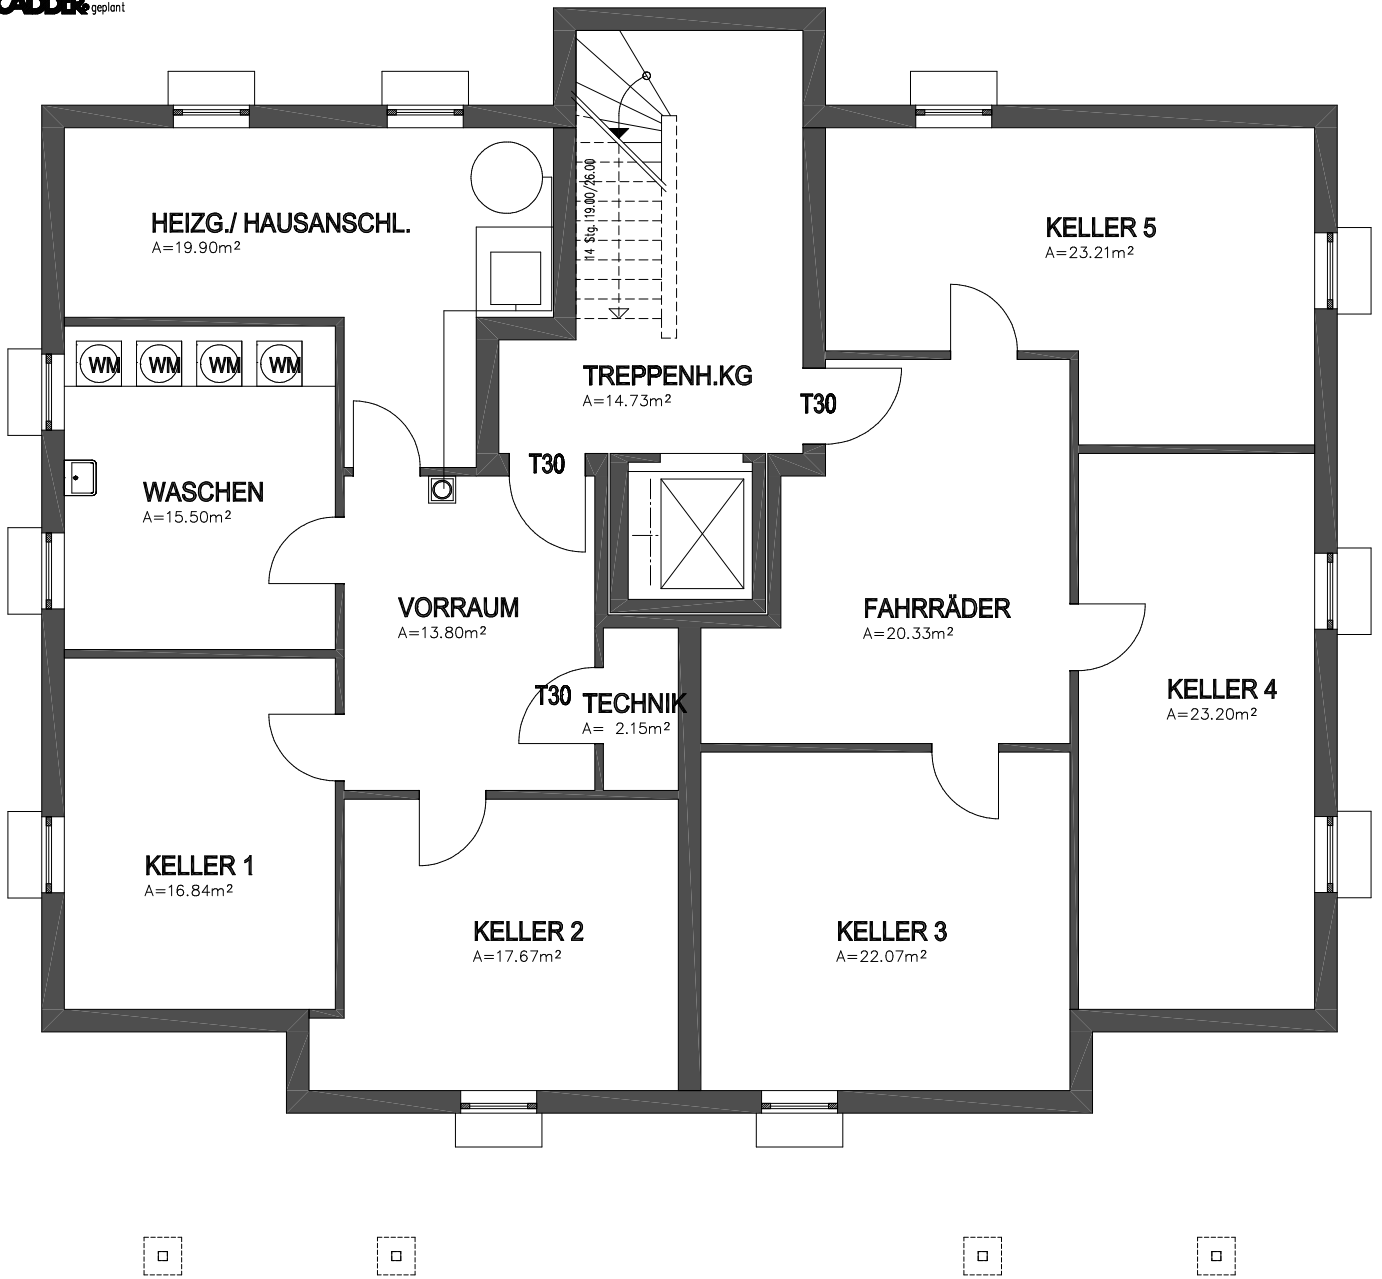 CADDER geplant
HEIZG./ HAUSANSCHL.
A=19.90m²
14 Stg. 19.00/26.00
KELLER 5
A=23.21m²
WM WM WM WM
TREPPENH.KG
A=14.73m²
T30
T30
WASCHEN
A=15.50m²
VORRAUM
A=13.80m²
FAHRRÄDER
A=20.33m²
T30
TECHNIK
A= 2.15m²
KELLER 4
A=23.20m²
KELLER 1
A=16.84m²
KELLER 2
A=17.67m²
KELLER 3
A=22.07m²